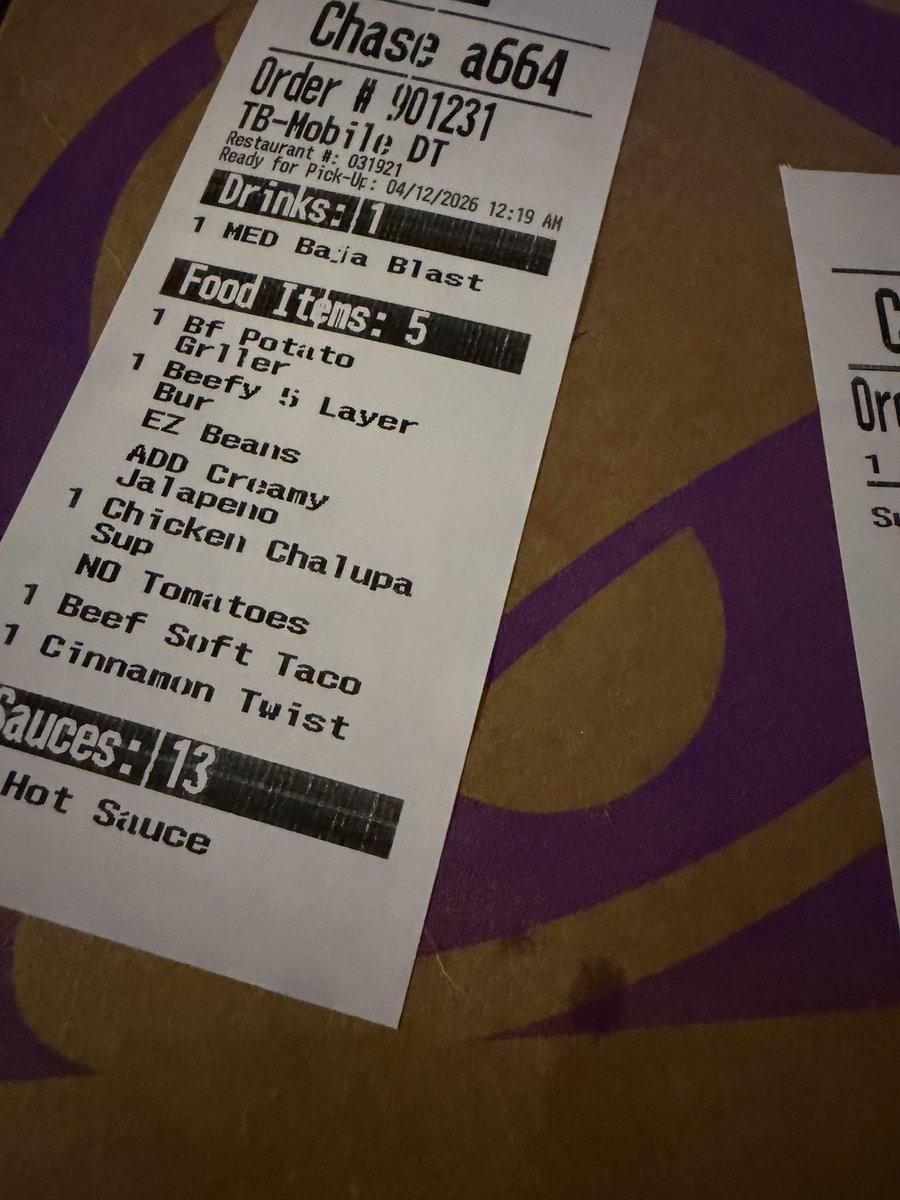 Chase a664
Order # 901231
TB-Mobile DT
Restaurant #: 031921
Ready for Pick-Up: 04/12/2026 12:19 AM
Drinks: 1
1 MED Baja Blast
Food Items: 5
1 Bf Potato
Grller
1 Beefy 5 Layer
Bur
EZ Beans
ADD Creamy
Jalapeno
1 Chicken Chalupa
Sup
NO Tomatoes
1 Beef Soft Taco
1 Cinnamon Twist
Sauces: 13
Hot Sauce
1